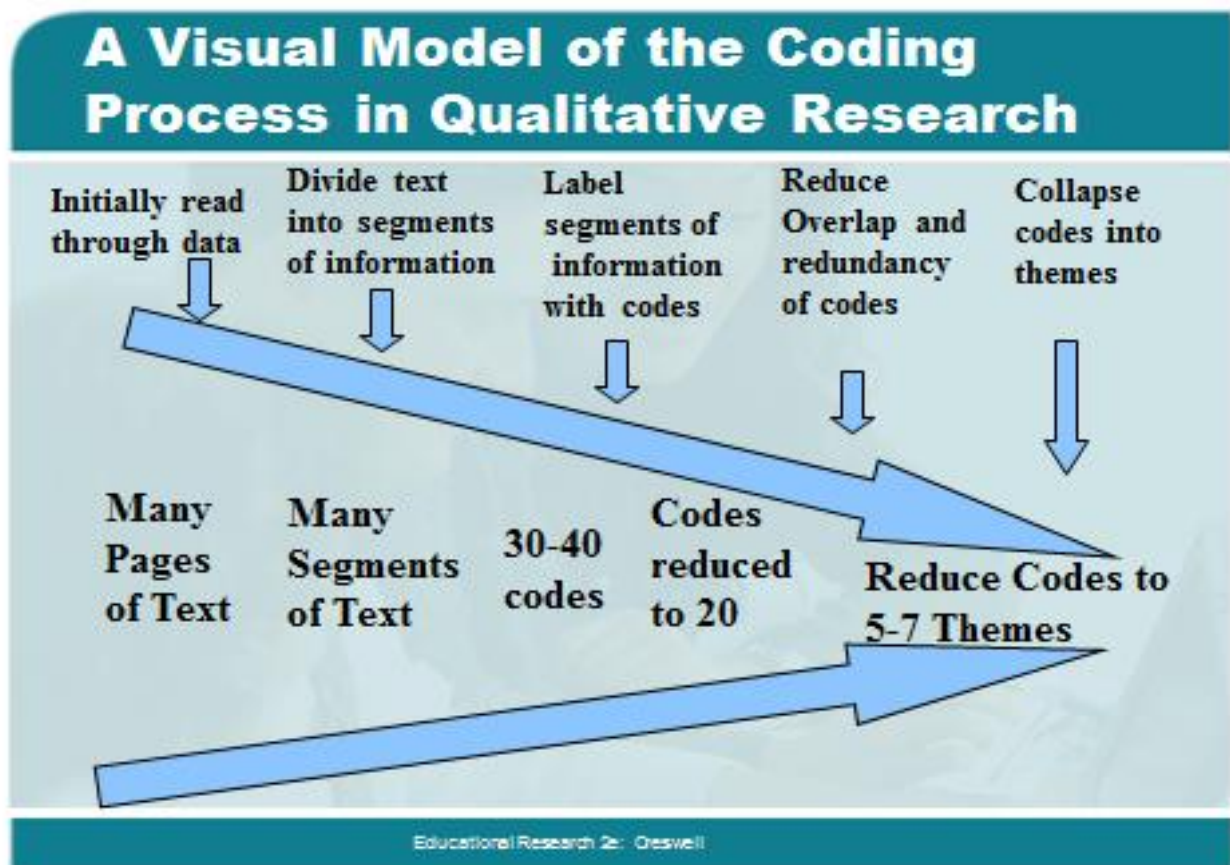 A Visual Model of the Coding
Process in Qualitative Research
Initially read
through data
Divide text
into segments
of information
Label
segments of
information
with codes
Reduce
Overlap and
redundancy
of codes
Collapse
codes into
themes
Many
Pages
of Text
Many
Segments
of Text
30-40
codes
Codes
reduced
to 20
Reduce Codes to
5-7 Themes
Educational Research 2e: Creswell